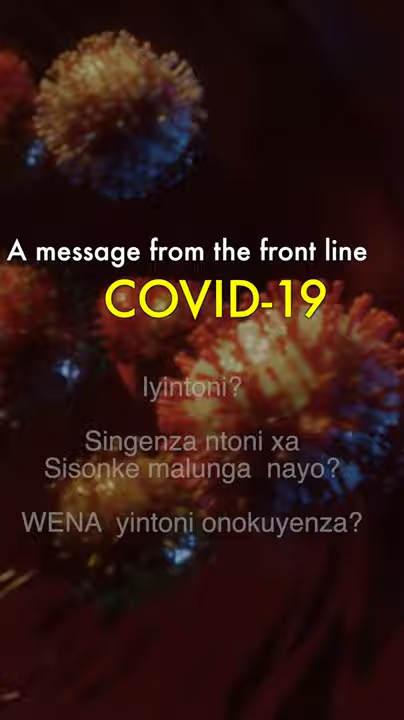 A message from the front line
COVID-19
Iyintoni?
Singenza ntoni xa
Sisonke malunga nayo?
WENA yintoni onokuyenza?